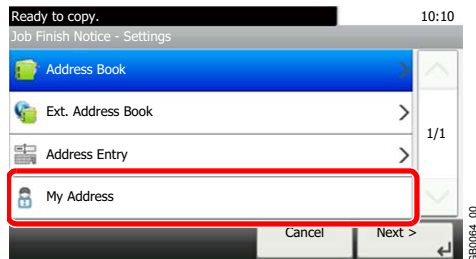 Ready to copy. 10:10
Job Finish Notice - Settings
Address Book
Ext. Address Book
1/1
Address Entry
My Address
Cancel Next >
GB0064_00